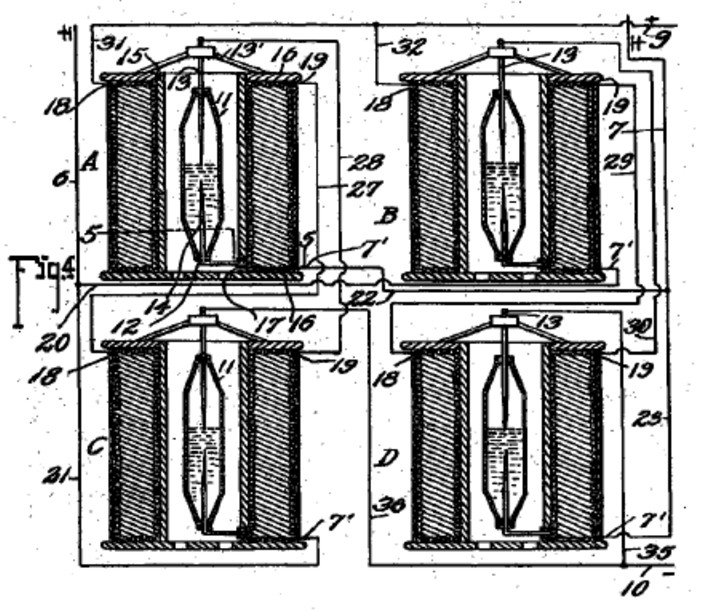 + 31 15 13' 16 19 32 13 + 9
18 13 11 18 19
6 A 28 7 29
27 B
5 5 7' 7'
Fig. 4
14 12 17 16 22
20 13 30
18 11 19 18 19
C D 23
21 36
7' 7'
35
10 -